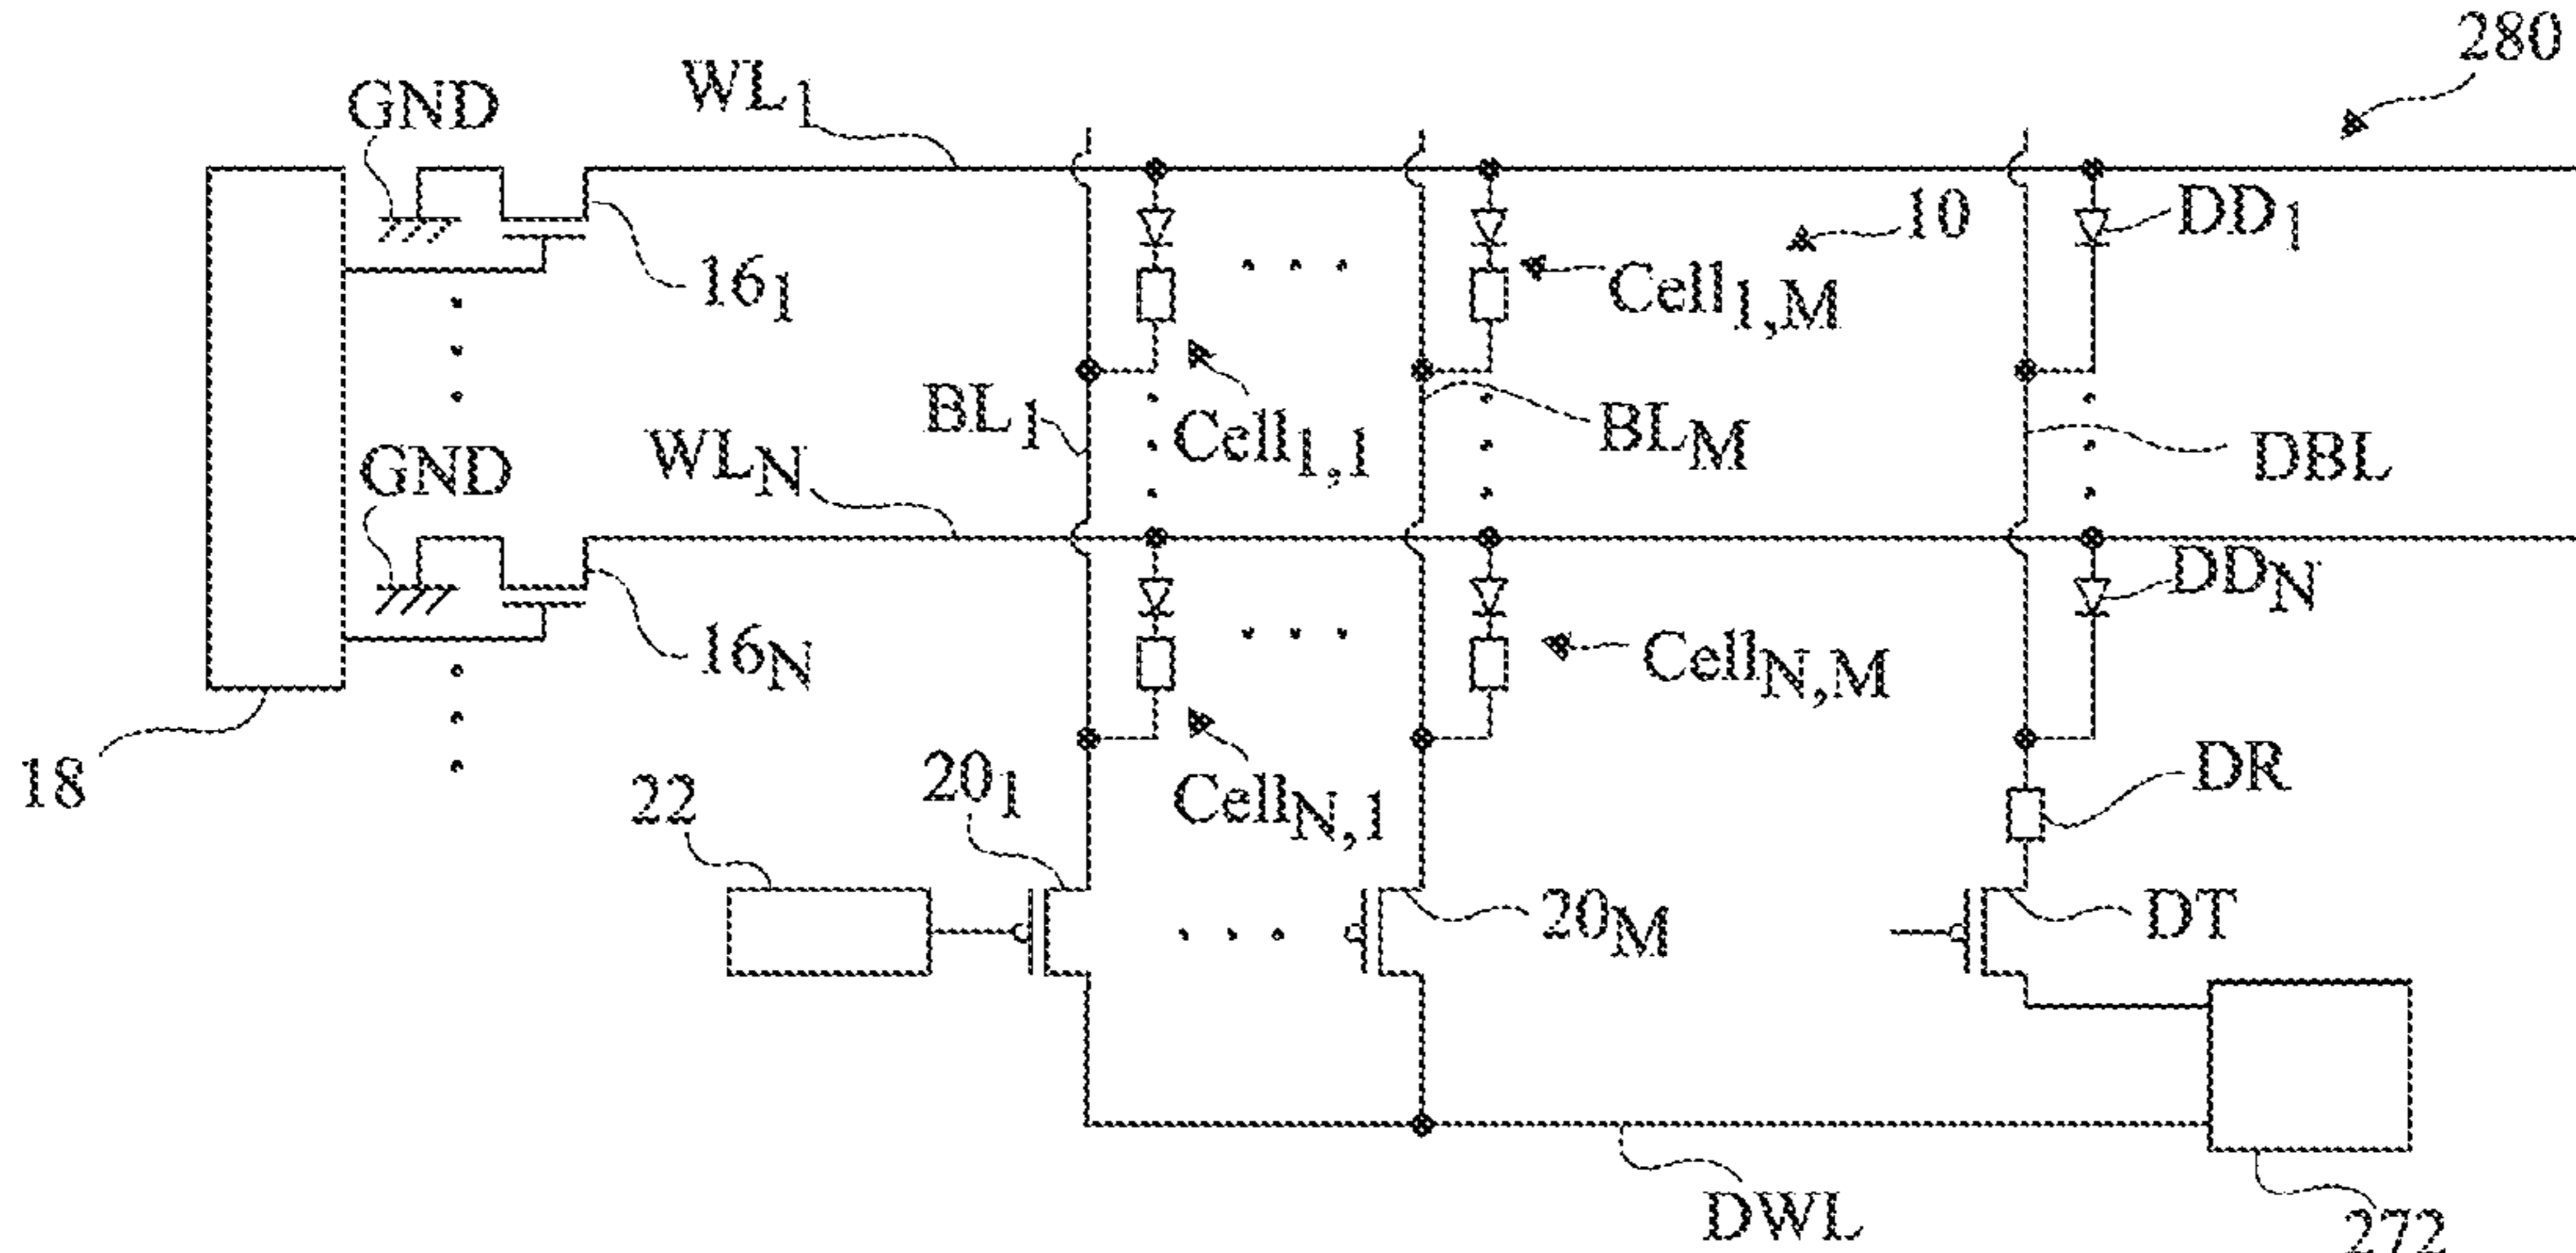 280
GND
WL1
10
DD1
161
Cell1,M
BL1
Cell1,1
BLM
DBL
GND
WLN
DDN
16N
CellN,M
18
22
201
CellN,1
DR
20M
DT
DWL
272